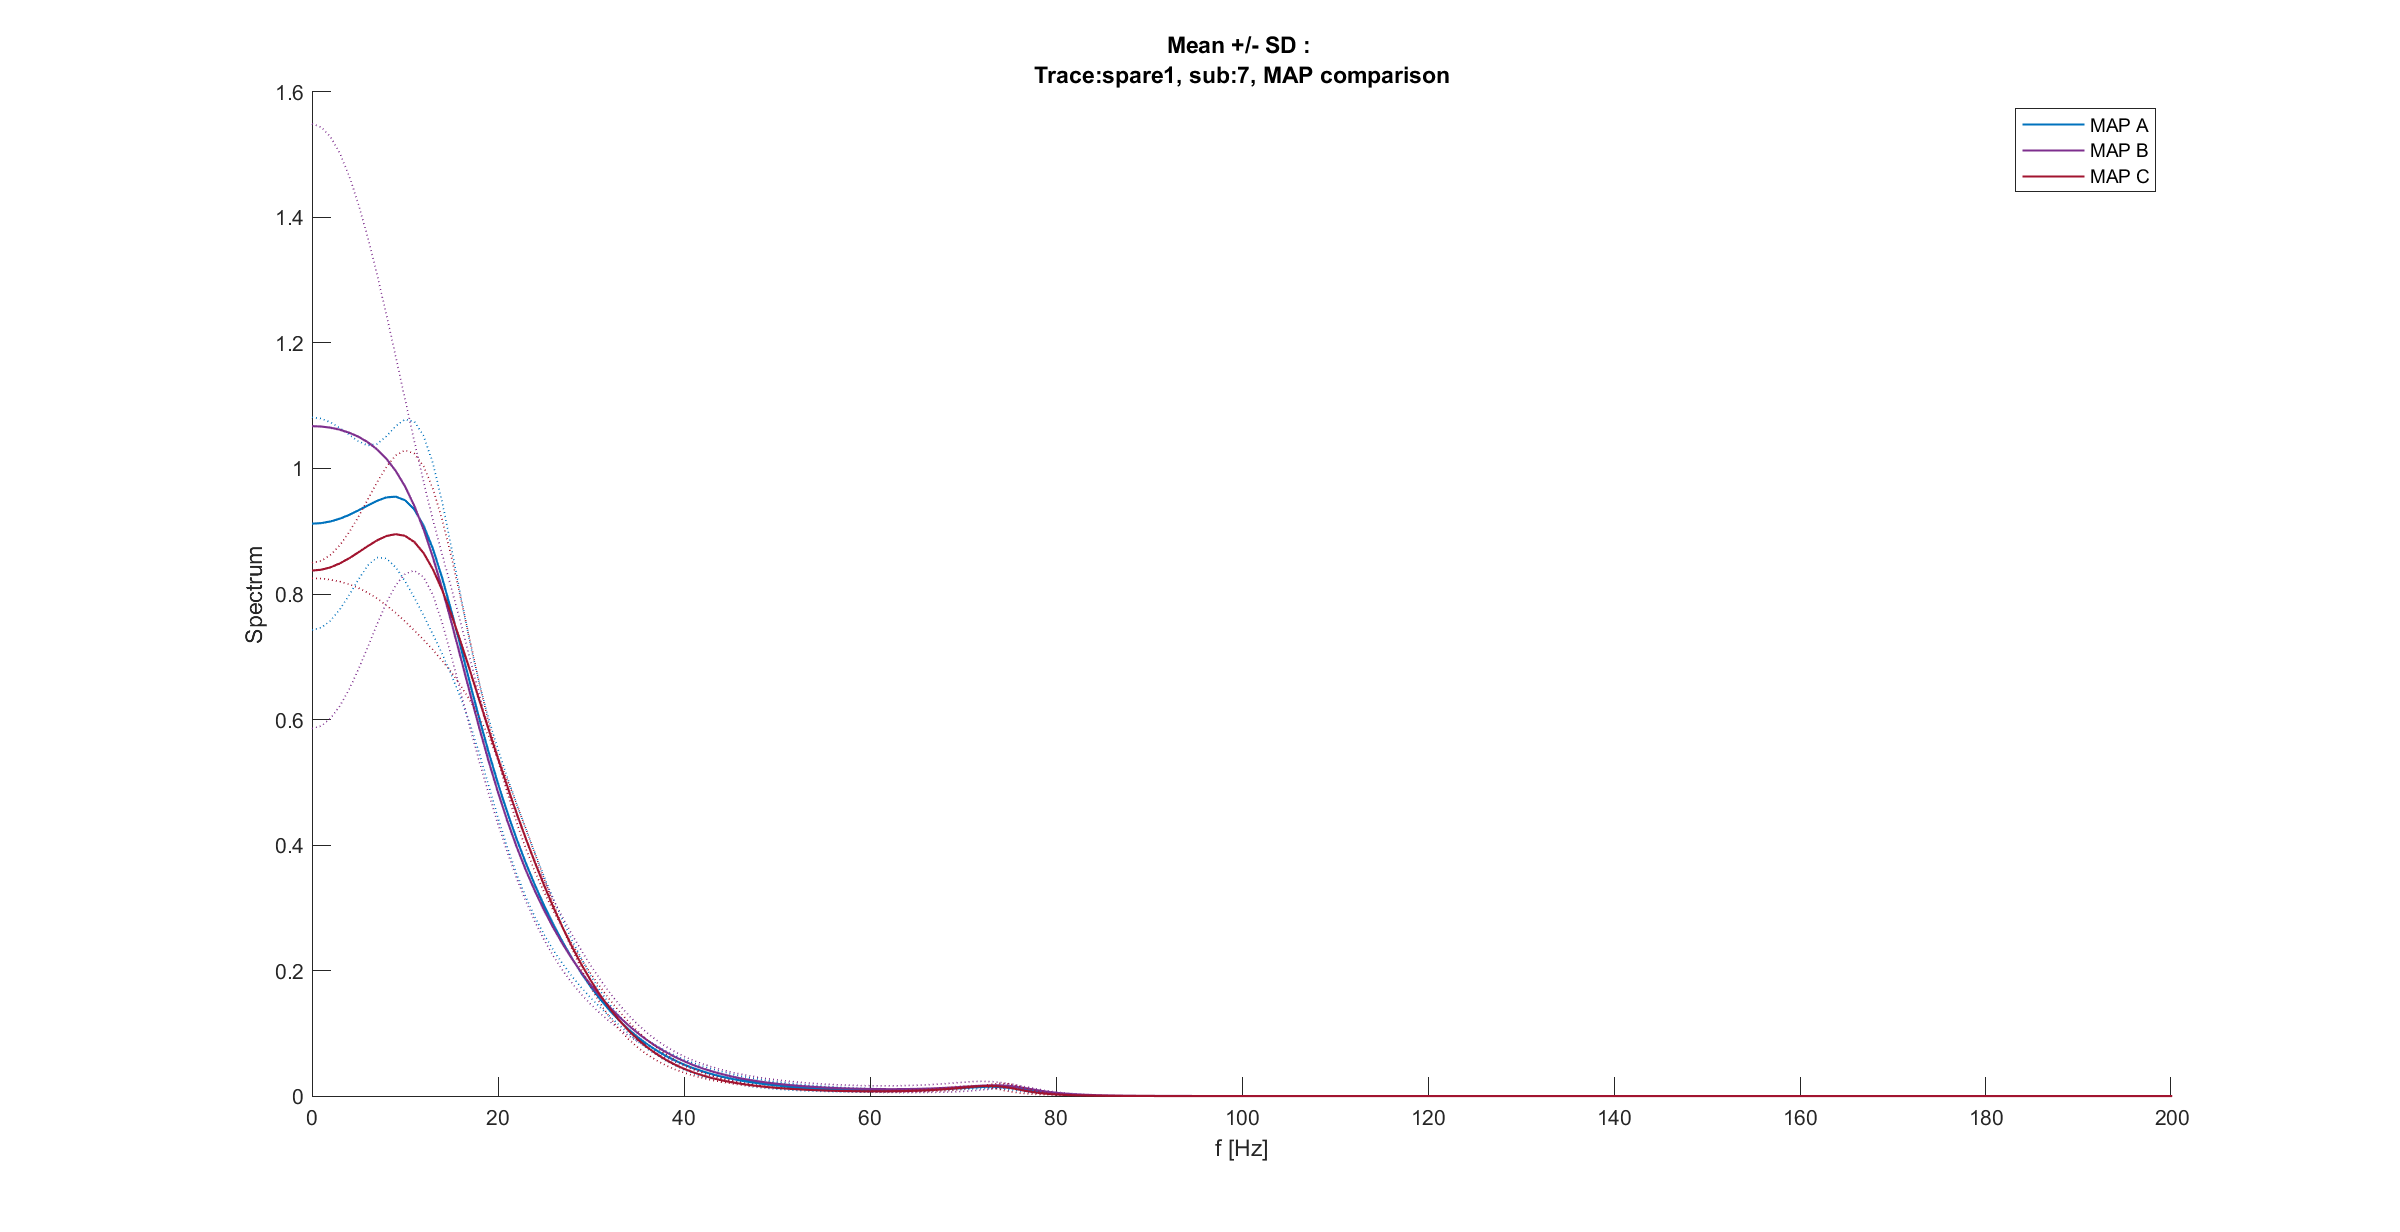 Mean +/- SD :
Trace:spare1, sub:7, MAP comparison
1.6
1.4
1.2
1
0.8
0.6
0.4
0.2
0
Spectrum
MAP A
MAP B
MAP C
0 20 40 60 80 100 120 140 160 180 200
f [Hz]